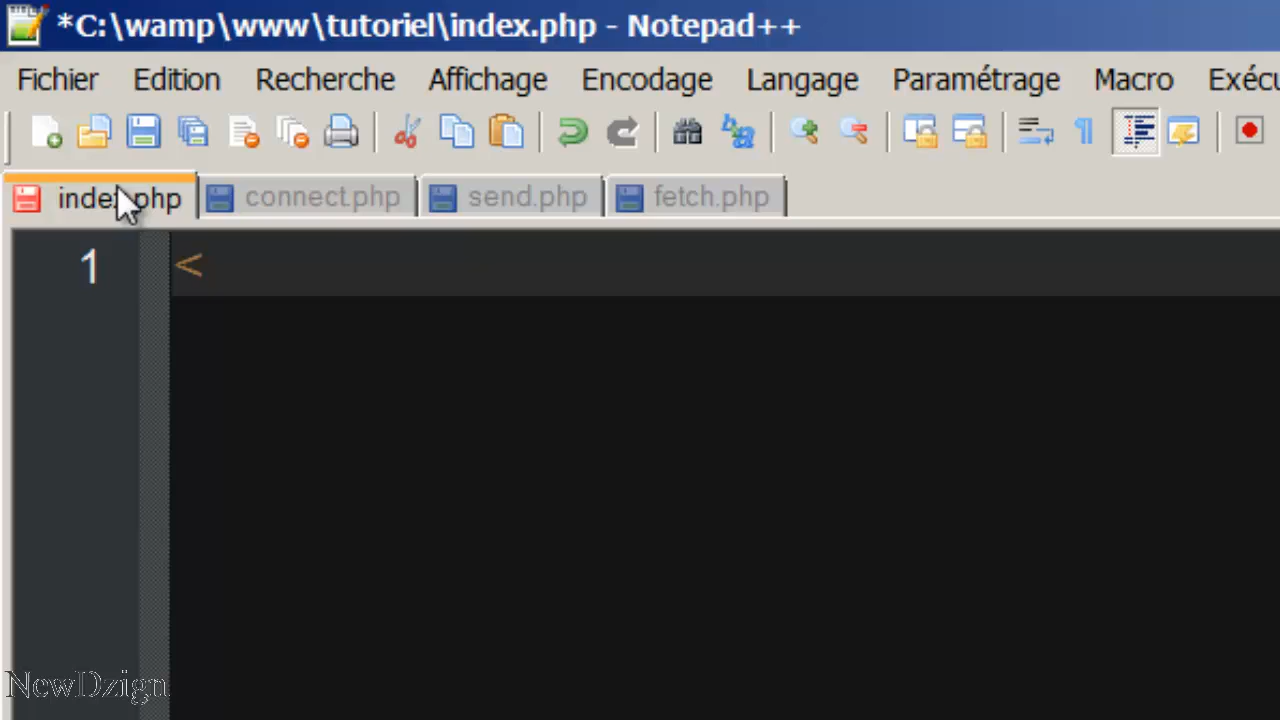 *C:\wamp\www\tutoriel\index.php - Notepad++
Fichier Edition Recherche Affichage Encodage Langage Paramétrage Macro Exécu
index.php connect.php send.php fetch.php
1 <
NewDzign